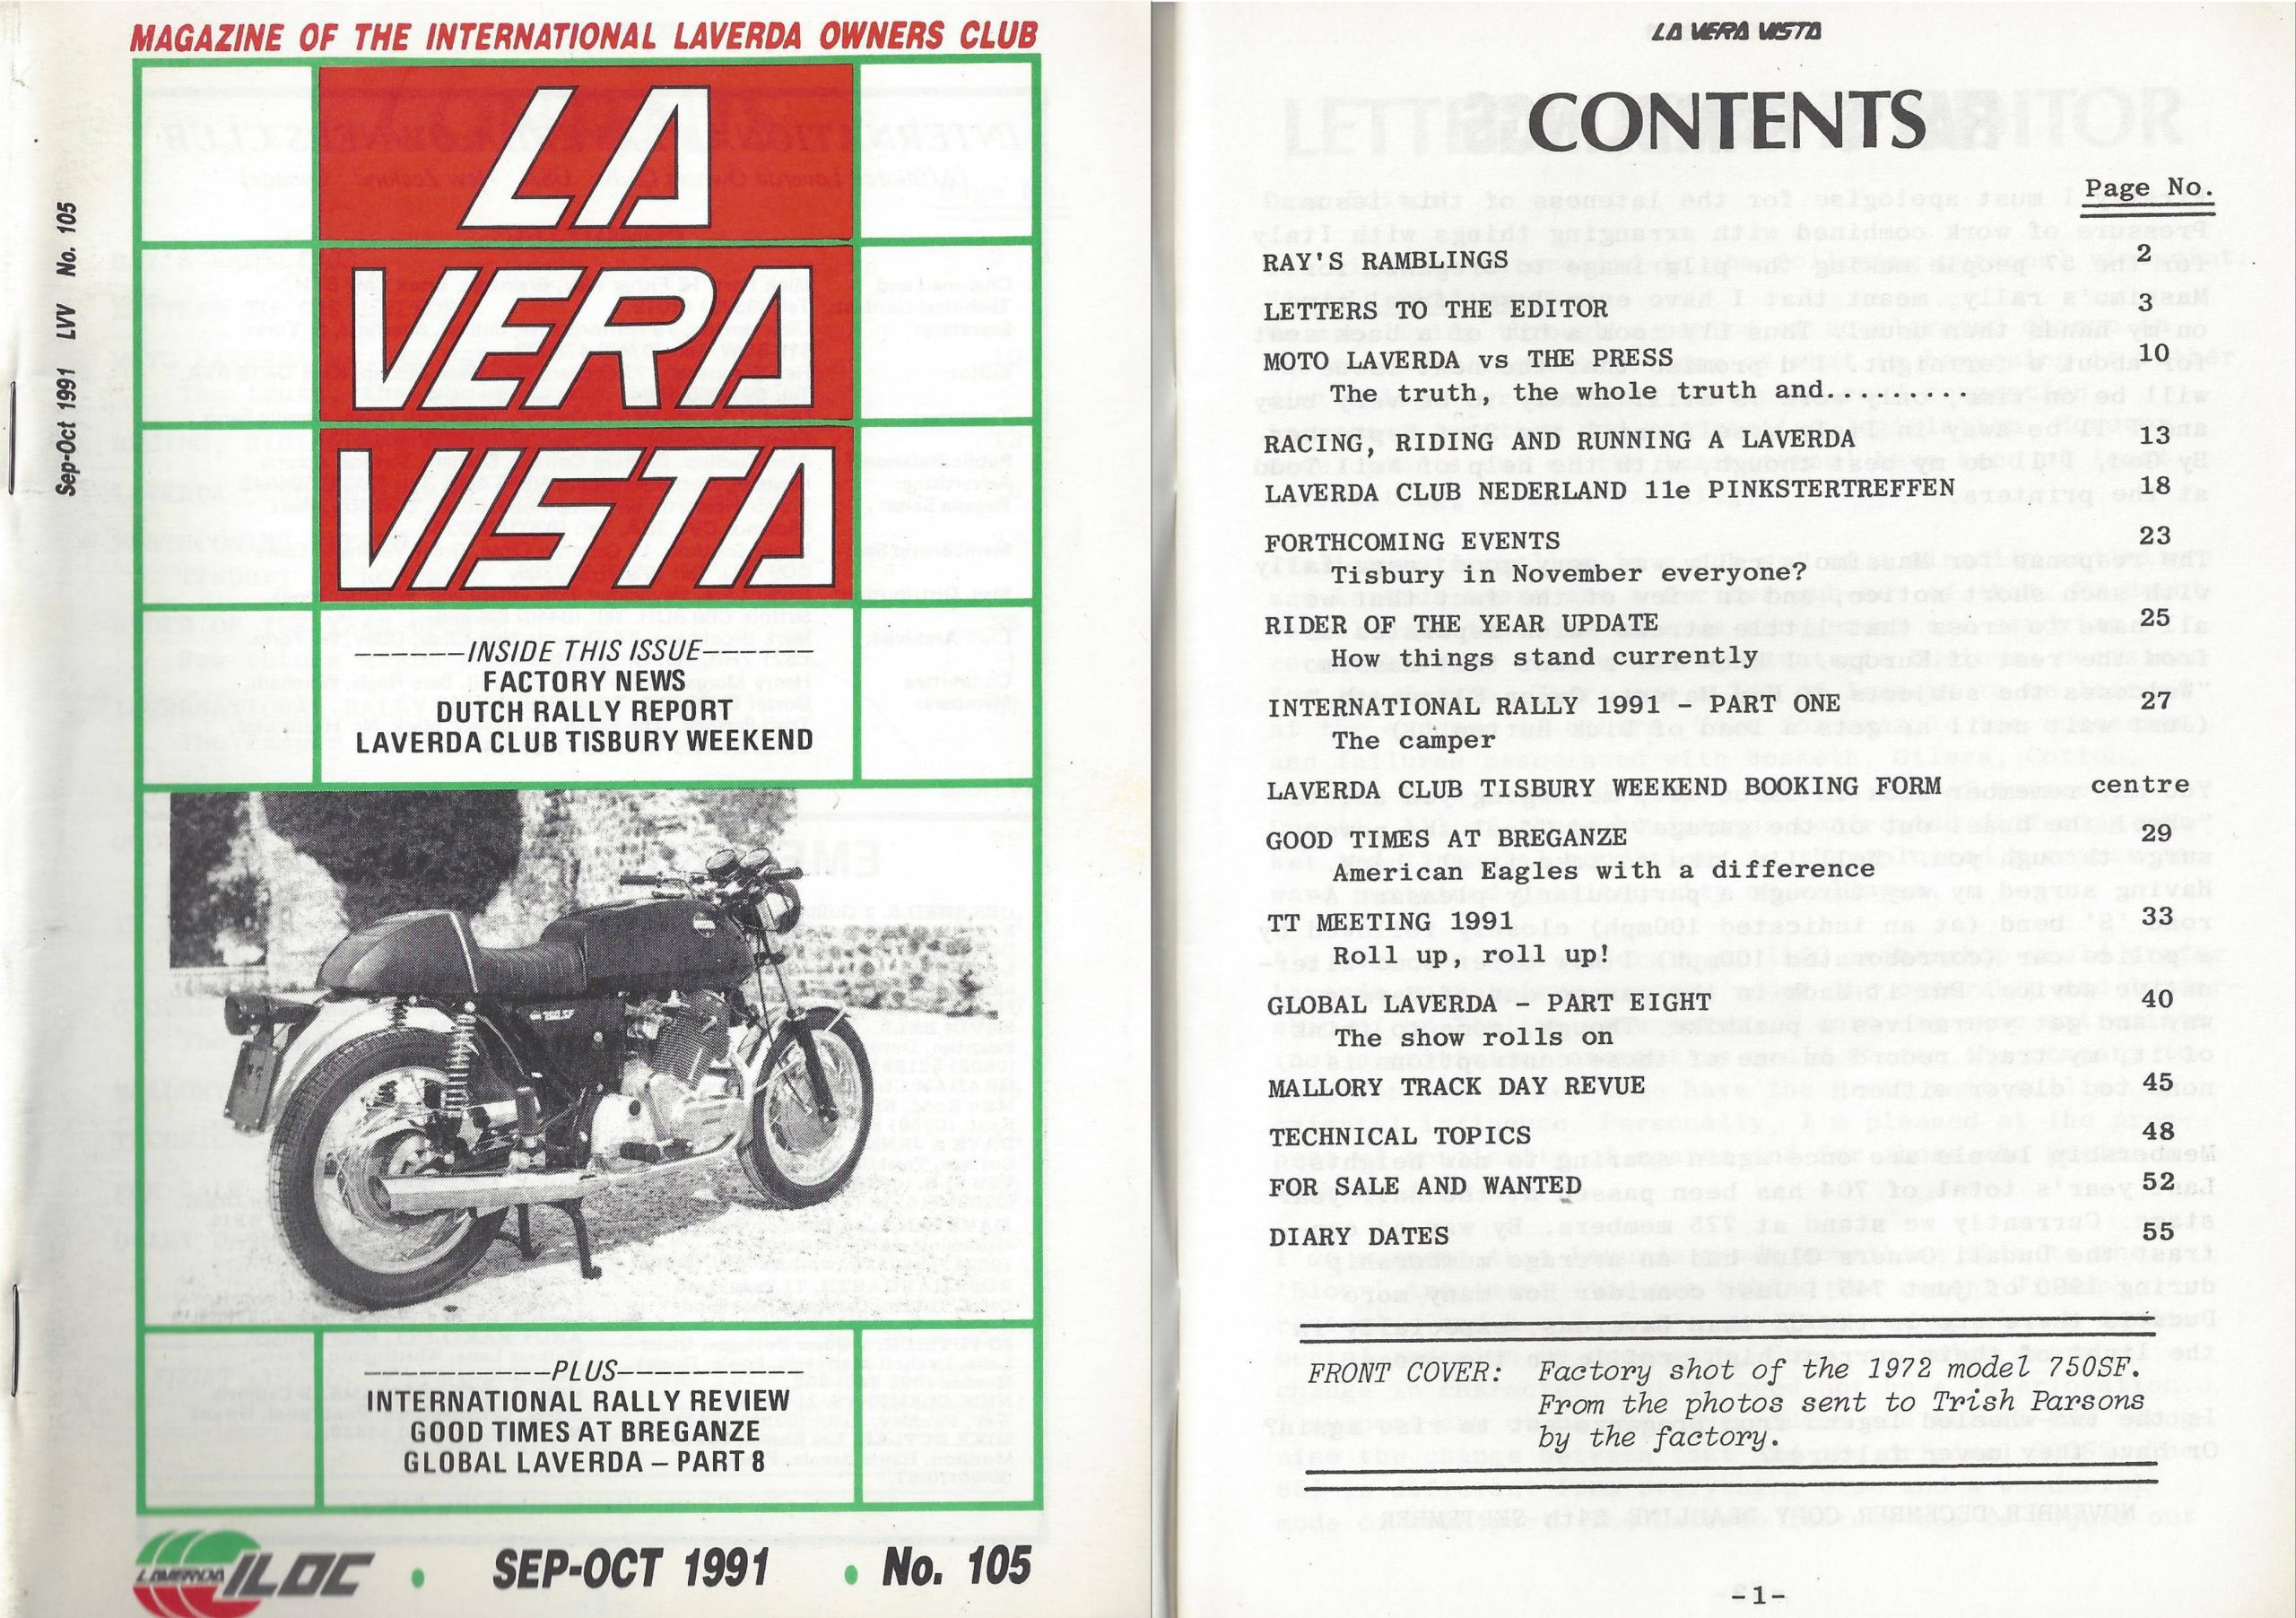 MAGAZINE OF THE INTERNATIONAL LAVERDA OWNERS CLUB
Sep-Oct 1991 LVV No. 105
LA
VERA
VISTA
-------INSIDE THIS ISSUE-------
FACTORY NEWS
DUTCH RALLY REPORT
LAVERDA CLUB TISBURY WEEKEND
------------PLUS------------
INTERNATIONAL RALLY REVIEW
GOOD TIMES AT BREGANZE
GLOBAL LAVERDA – PART 8
LAVERDA ILOC • SEP-OCT 1991 • No. 105
LA VERA VISTA
CONTENTS
Page No.
RAY'S RAMBLINGS 2
LETTERS TO THE EDITOR 3
MOTO LAVERDA vs THE PRESS 10
The truth, the whole truth and.........
RACING, RIDING AND RUNNING A LAVERDA 13
LAVERDA CLUB NEDERLAND 11e PINKSTERTREFFEN 18
FORTHCOMING EVENTS 23
Tisbury in November everyone?
RIDER OF THE YEAR UPDATE 25
How things stand currently
INTERNATIONAL RALLY 1991 - PART ONE 27
The camper
LAVERDA CLUB TISBURY WEEKEND BOOKING FORM centre
GOOD TIMES AT BREGANZE 29
American Eagles with a difference
TT MEETING 1991 33
Roll up, roll up!
GLOBAL LAVERDA - PART EIGHT 40
The show rolls on
MALLORY TRACK DAY REVUE 45
TECHNICAL TOPICS 48
FOR SALE AND WANTED 52
DIARY DATES 55
FRONT COVER: Factory shot of the 1972 model 750SF.
From the photos sent to Trish Parsons
by the factory.
-1-